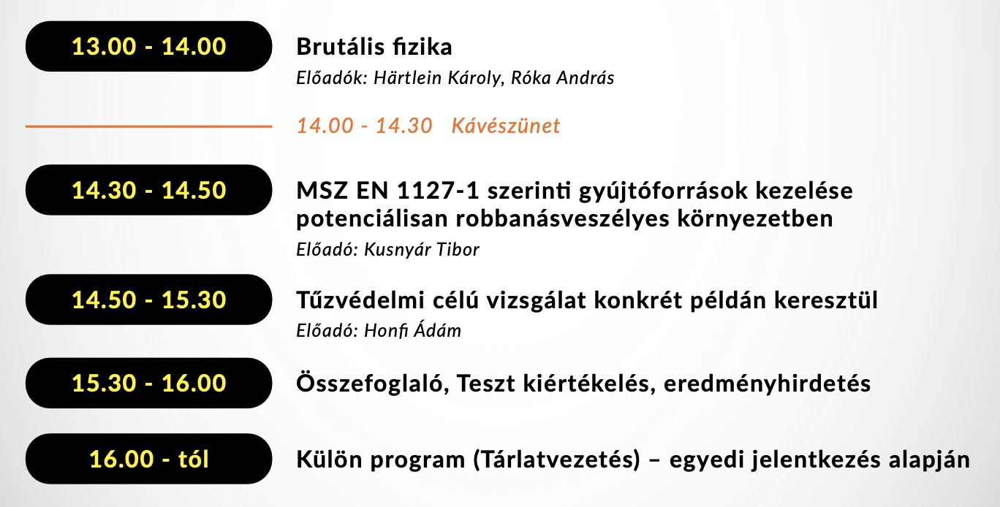 13.00 - 14.00
Brutális fizika
Előadók: Härtlein Károly, Róka András
14.00 - 14.30 Kávészünet
14.30 - 14.50
MSZ EN 1127-1 szerinti gyújtóforrások kezelése
potenciálisan robbanásveszélyes környezetben
Előadó: Kusnyár Tibor
14.50 - 15.30
Tűzvédelmi célú vizsgálat konkrét példán keresztül
Előadó: Honfi Ádám
15.30 - 16.00
Összefoglaló, Teszt kiértékelés, eredményhirdetés
16.00 - tól
Külön program (Tárlatvezetés) – egyedi jelentkezés alapján